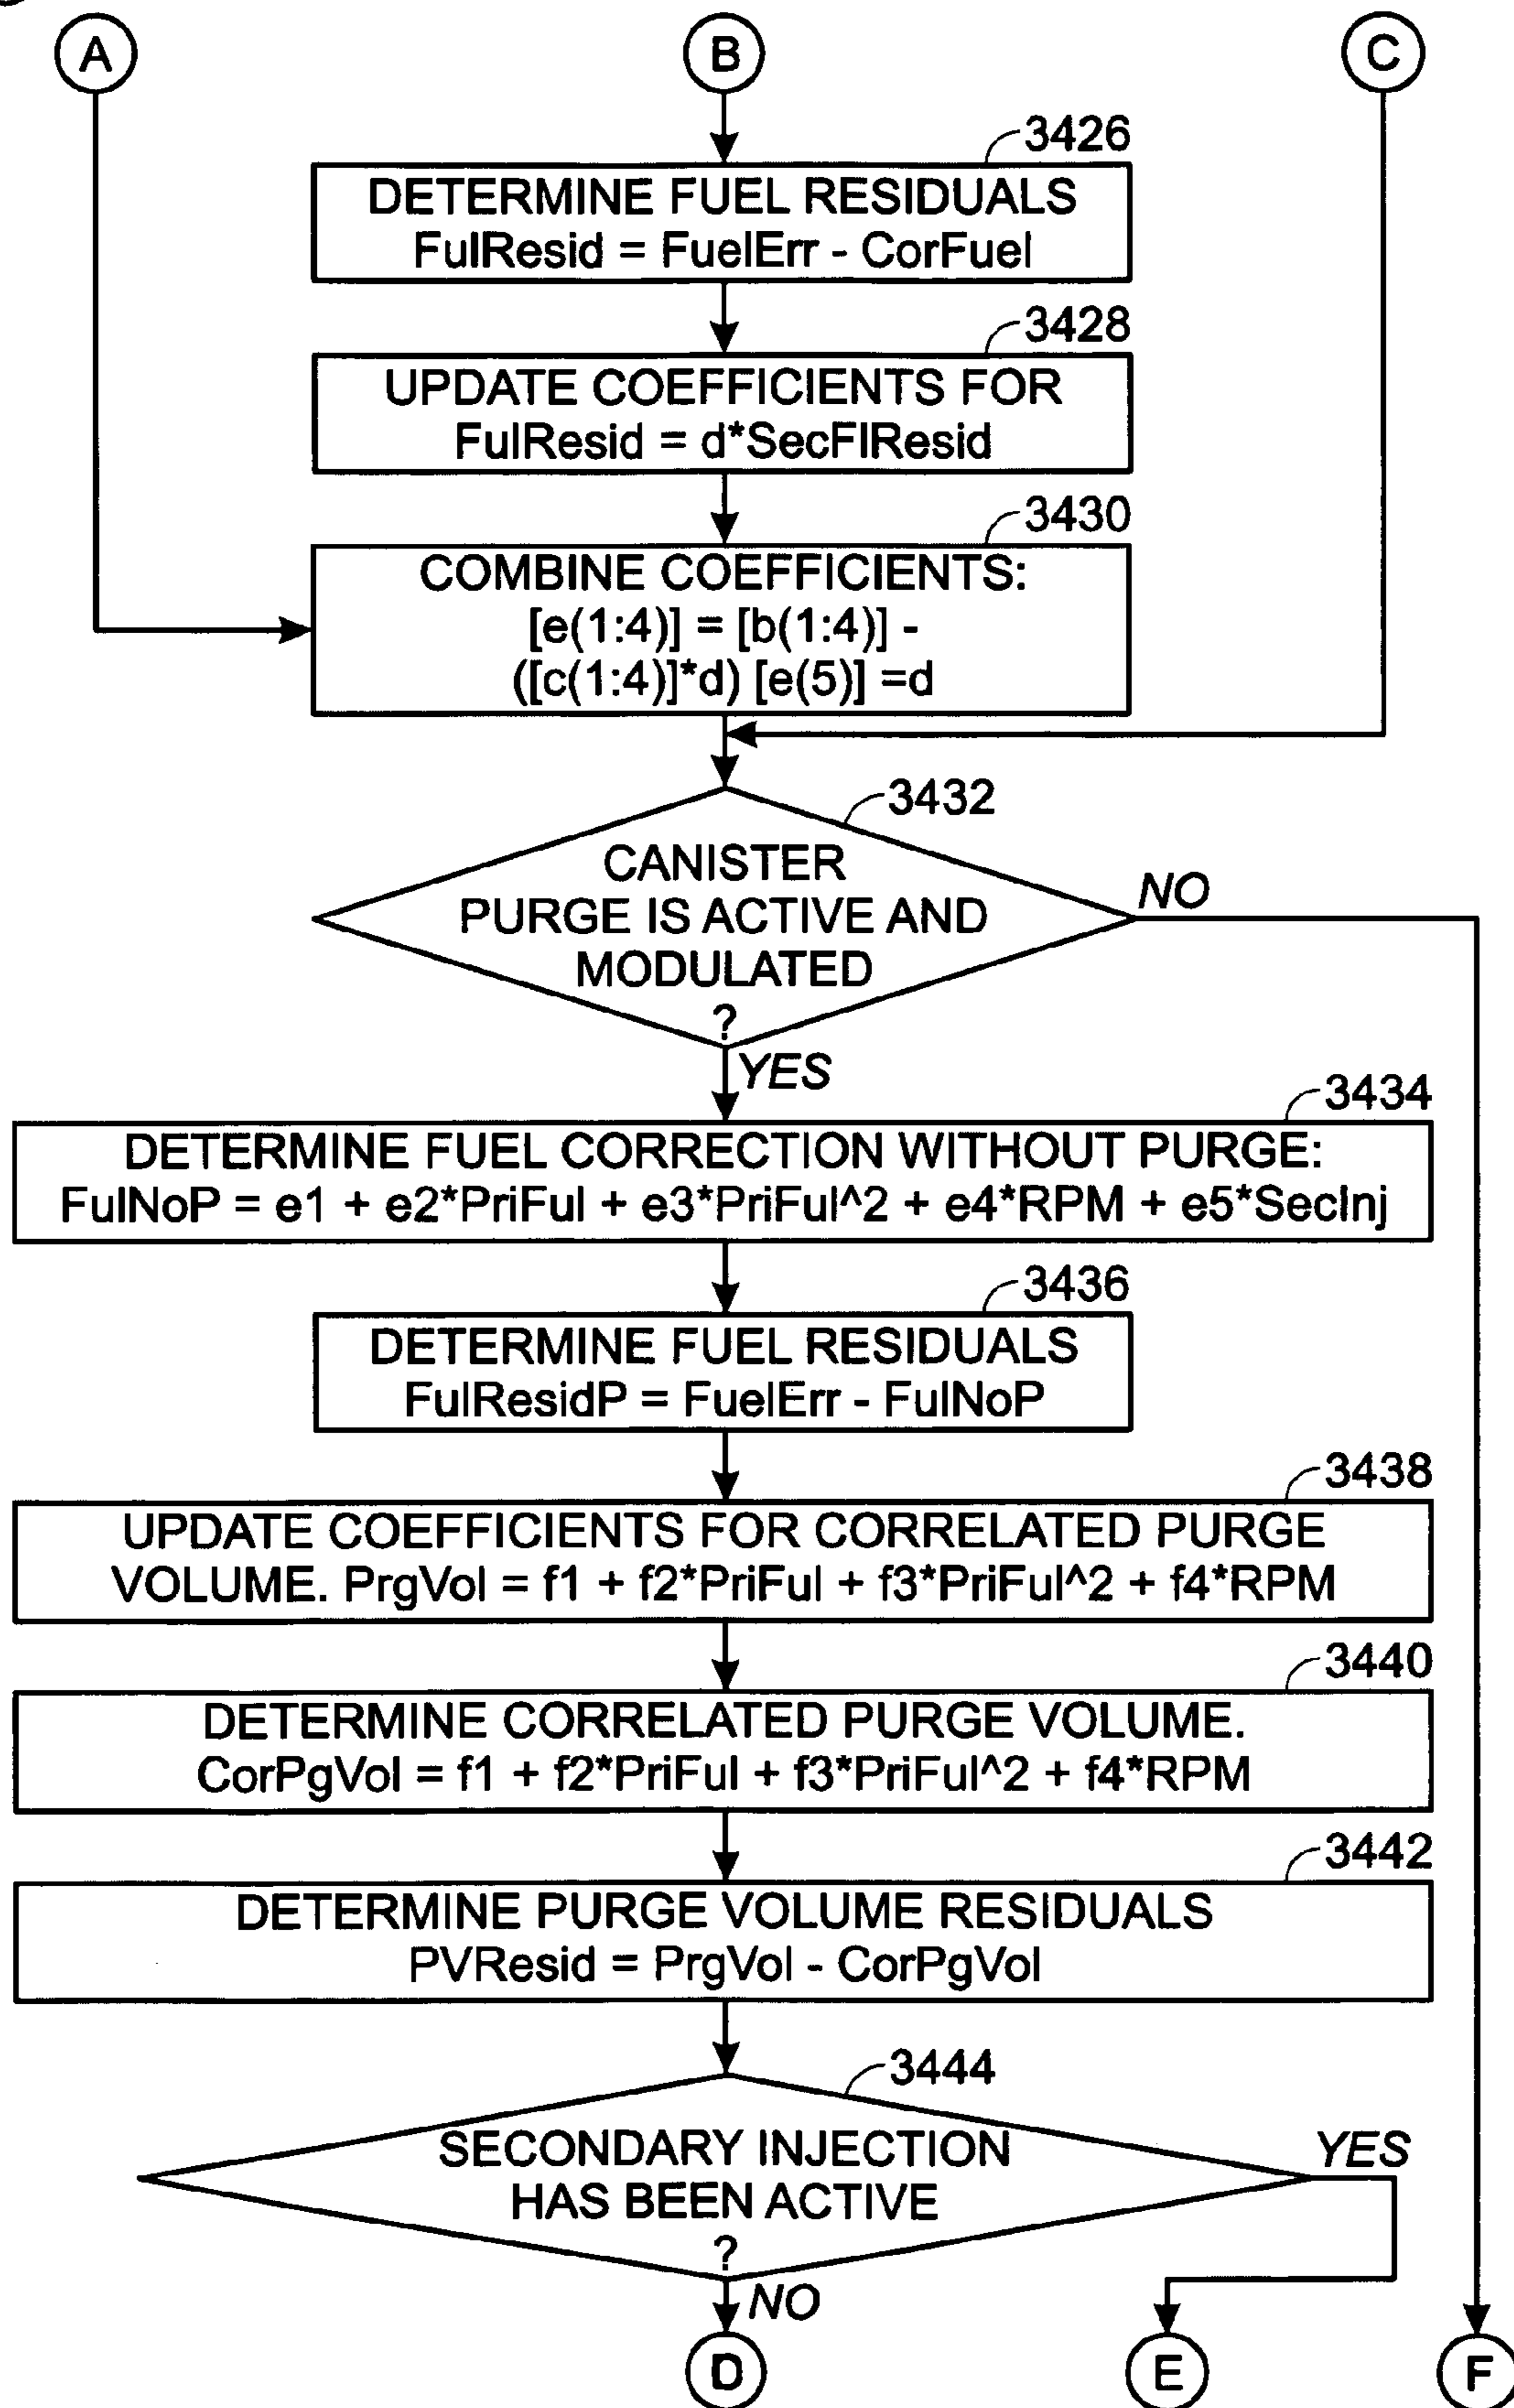 A
B
C
3426
DETERMINE FUEL RESIDUALS
FulResid = FuelErr - CorFuel
3428
UPDATE COEFFICIENTS FOR
FulResid = d*SecFlResid
3430
COMBINE COEFFICIENTS:
[e(1:4)] = [b(1:4)] -
([c(1:4)]*d) [e(5)] =d
3432
CANISTER
PURGE IS ACTIVE AND
MODULATED
?
NO
YES
3434
DETERMINE FUEL CORRECTION WITHOUT PURGE:
FulNoP = e1 + e2*PriFul + e3*PriFul^2 + e4*RPM + e5*SecInj
3436
DETERMINE FUEL RESIDUALS
FulResidP = FuelErr - FulNoP
3438
UPDATE COEFFICIENTS FOR CORRELATED PURGE
VOLUME. PrgVol = f1 + f2*PriFul + f3*PriFul^2 + f4*RPM
3440
DETERMINE CORRELATED PURGE VOLUME.
CorPgVol = f1 + f2*PriFul + f3*PriFul^2 + f4*RPM
3442
DETERMINE PURGE VOLUME RESIDUALS
PVResid = PrgVol - CorPgVol
3444
SECONDARY INJECTION
HAS BEEN ACTIVE
?
YES
NO
D
E
F